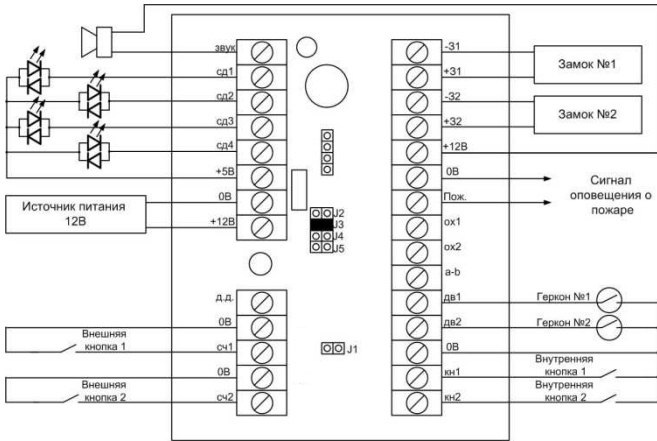 звук
сд1
сд2
сд3
сд4
+5В
0В
+12В
Источник питания
12В
J2
J3
J4
J5
д.д.
0В
сч1
0В
сч2
Внешняя
кнопка 1
Внешняя
кнопка 2
J1
-З1
+З1
-З2
+З2
+12В
0В
Пож.
ох1
ох2
a-b
дв1
дв2
0В
кн1
кн2
Замок №1
Замок №2
Сигнал
оповещения о
пожаре
Геркон №1
Геркон №2
Внутренняя
кнопка 1
Внутренняя
кнопка 2